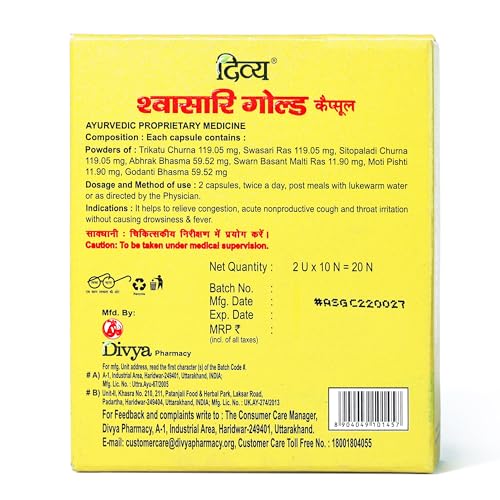 दिव्य®
श्वासारि गोल्ड कैप्सूल
AYURVEDIC PROPRIETARY MEDICINE
Composition : Each capsule contains :
Powders of : Trikatu Churna 119.05 mg, Swasari Ras 119.05 mg, Sitopaladi Churna
119.05 mg, Abhrak Bhasma 59.52 mg, Swarn Basant Malti Ras 11.90 mg, Moti Pishti
11.90 mg, Godanti Bhasma 59.52 mg
Dosage and Method of use : 2 capsules, twice a day, post meals with lukewarm water
or as directed by the Physician.
Indications : It helps to relieve congestion, acute nonproductive cough and throat irritation
without causing drowsiness & fever.
सावधानी : चिकित्सकीय निरीक्षण में प्रयोग करें।
Caution: To be taken under medical supervision.
Net Quantity : 2 U x 10 N = 20 N
Batch No. :
Mfg. Date : #ASGC220027
Exp. Date :
MRP ₹ :
(incl. of all taxes)
Mfd. By:
Divya Pharmacy
For mfg. Unit address, read the first character (s) of the Batch Code #
# A) A-1, Industrial Area, Haridwar-249401, Uttarakhand, INDIA;
Mfg. Lic. No. : Uttra.Ayu-67/2005
# B) Unit-II, Khasra No. 210, 211, Patanjali Food & Herbal Park, Laksar Road,
Padartha, Haridwar-249404, Uttarakhand, INDIA; Mfg. Lic. No. : UK.AY-274/2013
For Feedback and complaints write to : The Consumer Care Manager,
Divya Pharmacy, A-1, Industrial Area, Haridwar-249401, Uttarakhand.
E-mail: customercare@divyapharmacy.org, Customer Care Toll Free No. : 18001804055
8 904049 101457